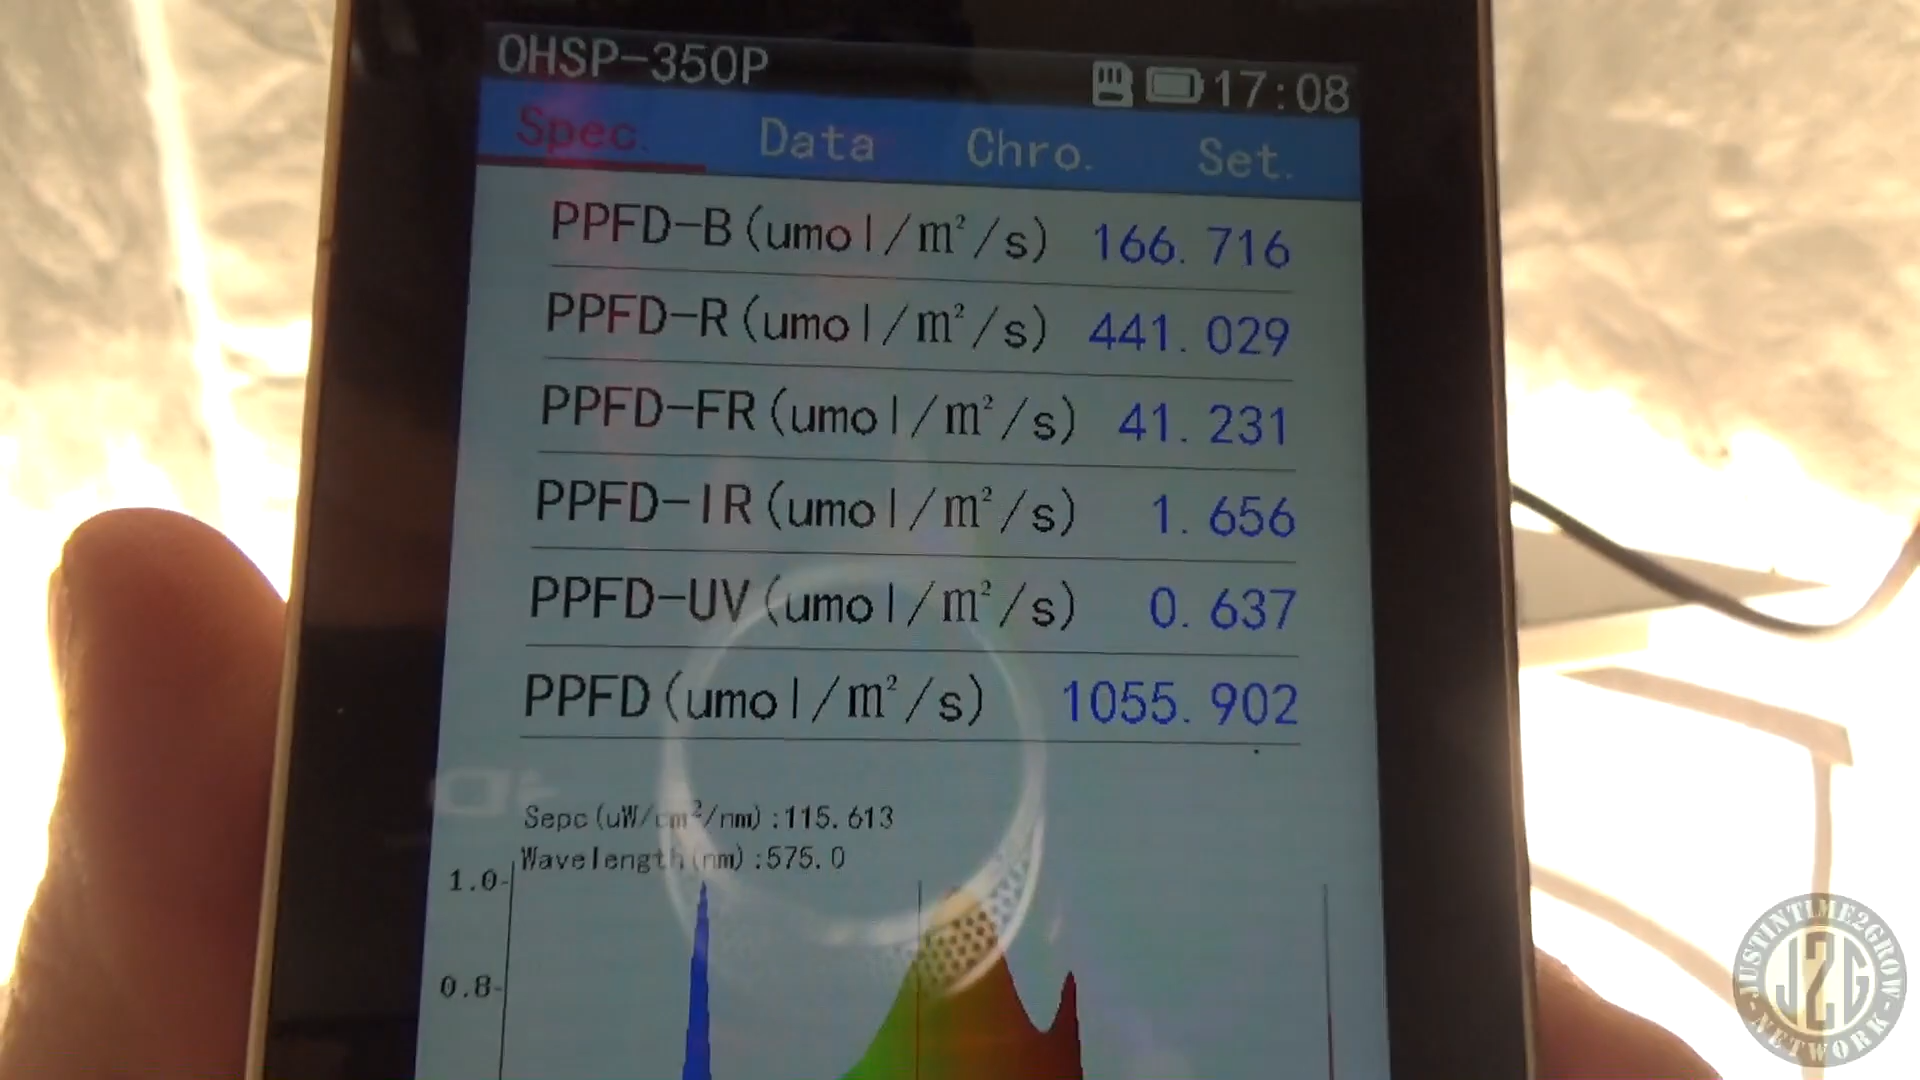 OHSP-350P 17:08
Spec. Data Chro. Set.
PPFD-B(umol/m²/s) 166.716
PPFD-R(umol/m²/s) 441.029
PPFD-FR(umol/m²/s) 41.231
PPFD-IR(umol/m²/s) 1.656
PPFD-UV(umol/m²/s) 0.637
PPFD(umol/m²/s) 1055.902
Sepc(uW/cm²/nm):115.613
Wavelength(nm):575.0
1.0-
0.8-
JUSTINTIME2GROW
J2G
NETWORK